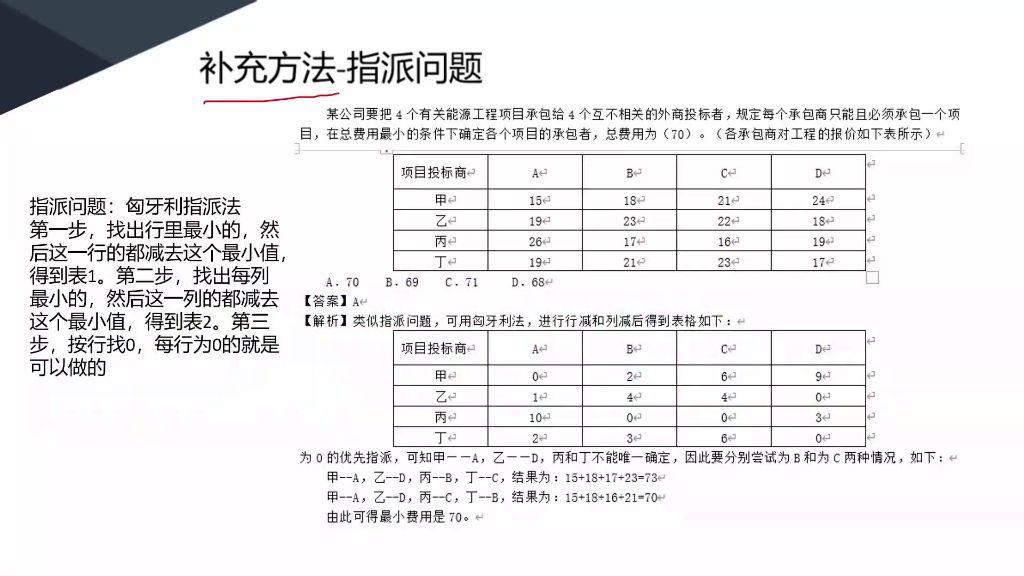 补充方法-指派问题
某公司要把 4 个有关能源工程项目承包给 4 个互不相关的外商投标者，规定每个承包商只能且必须承包一个项
目，在总费用最小的条件下确定各个项目的承包者，总费用为（70）。（各承包商对工程的报价如下表所示）
项目投标商 A B C D
甲 15 18 21 24
乙 19 23 22 18
丙 26 17 16 19
丁 19 21 23 17
A. 70 B. 69 C. 71 D. 68
【答案】A
【解析】类似指派问题，可用匈牙利法，进行行减和列减后得到表格如下：
项目投标商 A B C D
甲 0 2 6 9
乙 1 4 4 0
丙 10 0 0 3
丁 2 3 6 0
为 0 的优先指派，可知甲——A，乙——D，丙和丁不能唯一确定，因此要分别尝试为 B 和为 C 两种情况，如下：
甲--A，乙--D，丙--B，丁--C，结果为：15+18+17+23=73
甲--A，乙--D，丙--C，丁--B，结果为：15+18+16+21=70
由此可得最小费用是 70。
指派问题：匈牙利指派法
第一步，找出行里最小的，然
后这一行的都减去这个最小值，
得到表1。第二步，找出每列
最小的，然后这一列的都减去
这个最小值，得到表2。第三
步，按行找0，每行为0的就是
可以做的